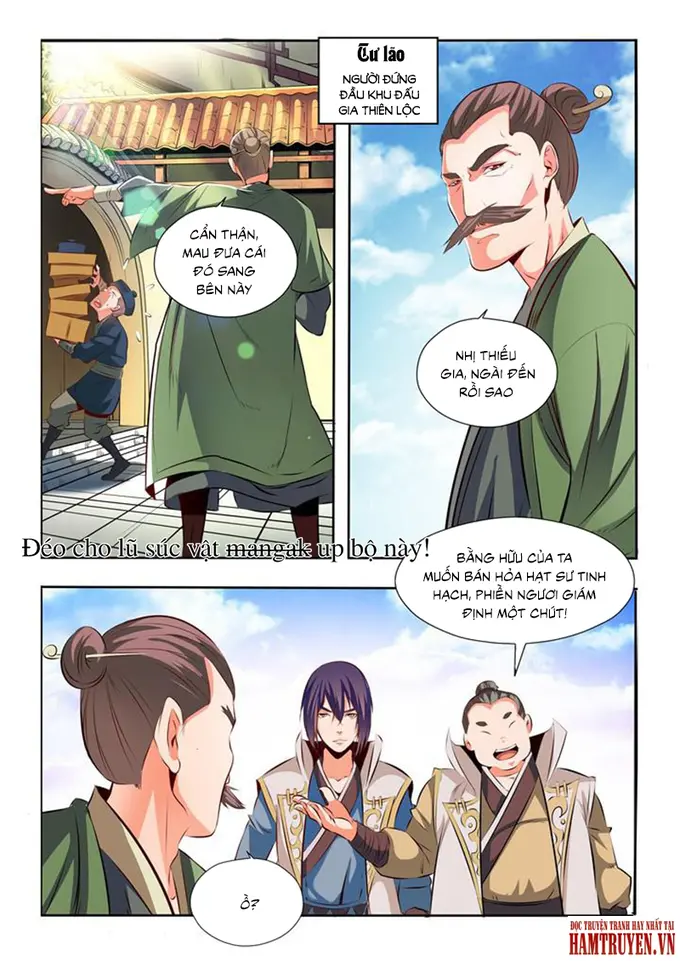 Tư lão
NGƯỜI ĐỨNG
ĐẦU KHU ĐẤU
GIA THIÊN LỘC
CẨN THẬN,
MAU ĐƯA CÁI
ĐÓ SANG
BÊN NÀY
NHỊ THIẾU
GIA, NGÀI ĐẾN
RỒI SAO
Đéo cho lũ súc vật mangak up bộ này!
BẰNG HỮU CỦA TA
MUỐN BÁN HỎA HẠT SƯ TINH
HẠCH, PHIỀN NGƯƠI GIÁM
ĐỊNH MỘT CHÚT!
Ồ?
ĐỌC TRUYỆN TRANH HAY NHẤT TẠI
HAMTRUYEN.VN